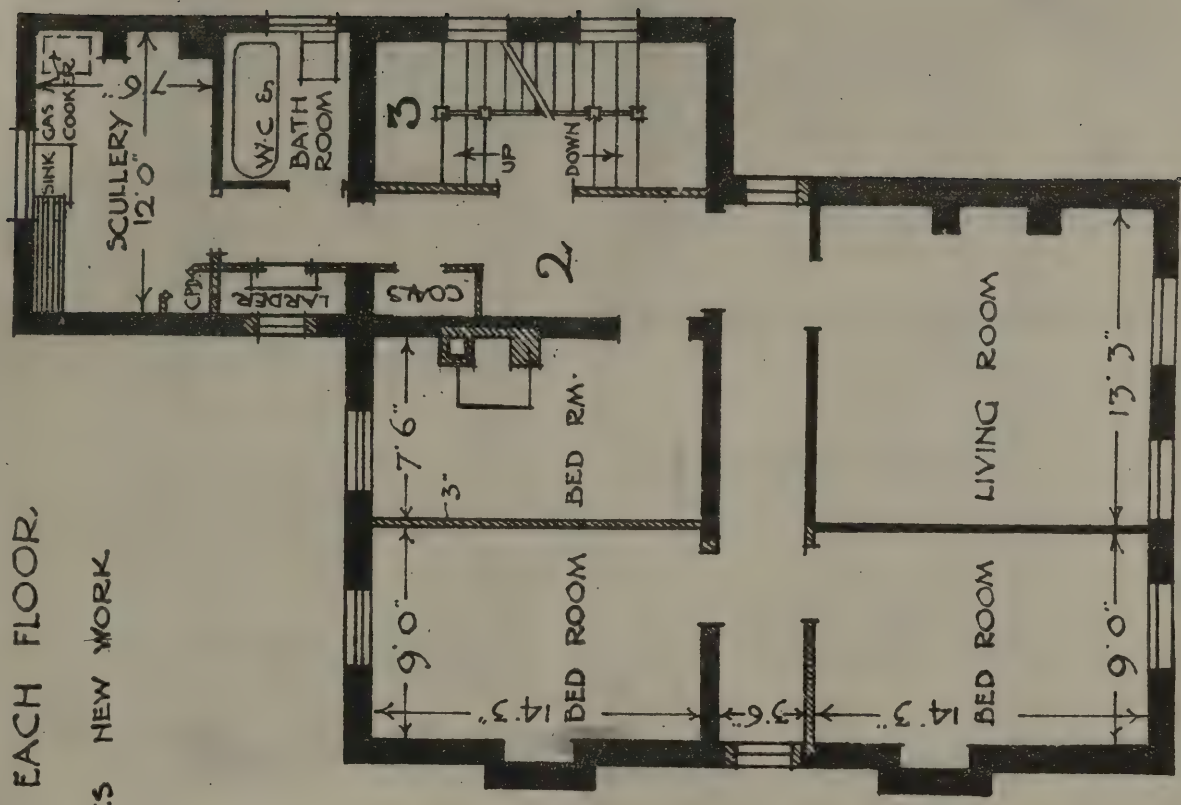 EACH FLOOR.
NEW WORK
SINK
GAS
COOKER
SCULLERY
12'.0"
7'.6"
W.C &
BATH
ROOM
CPD
LARDER
COALS
3
UP
DOWN
2
BED RM.
7'.6"
3"
BED ROOM
9'.0"
14'.3"
3'.6"
LIVING ROOM
13'.3"
BED ROOM
9'.0"
14'.3"